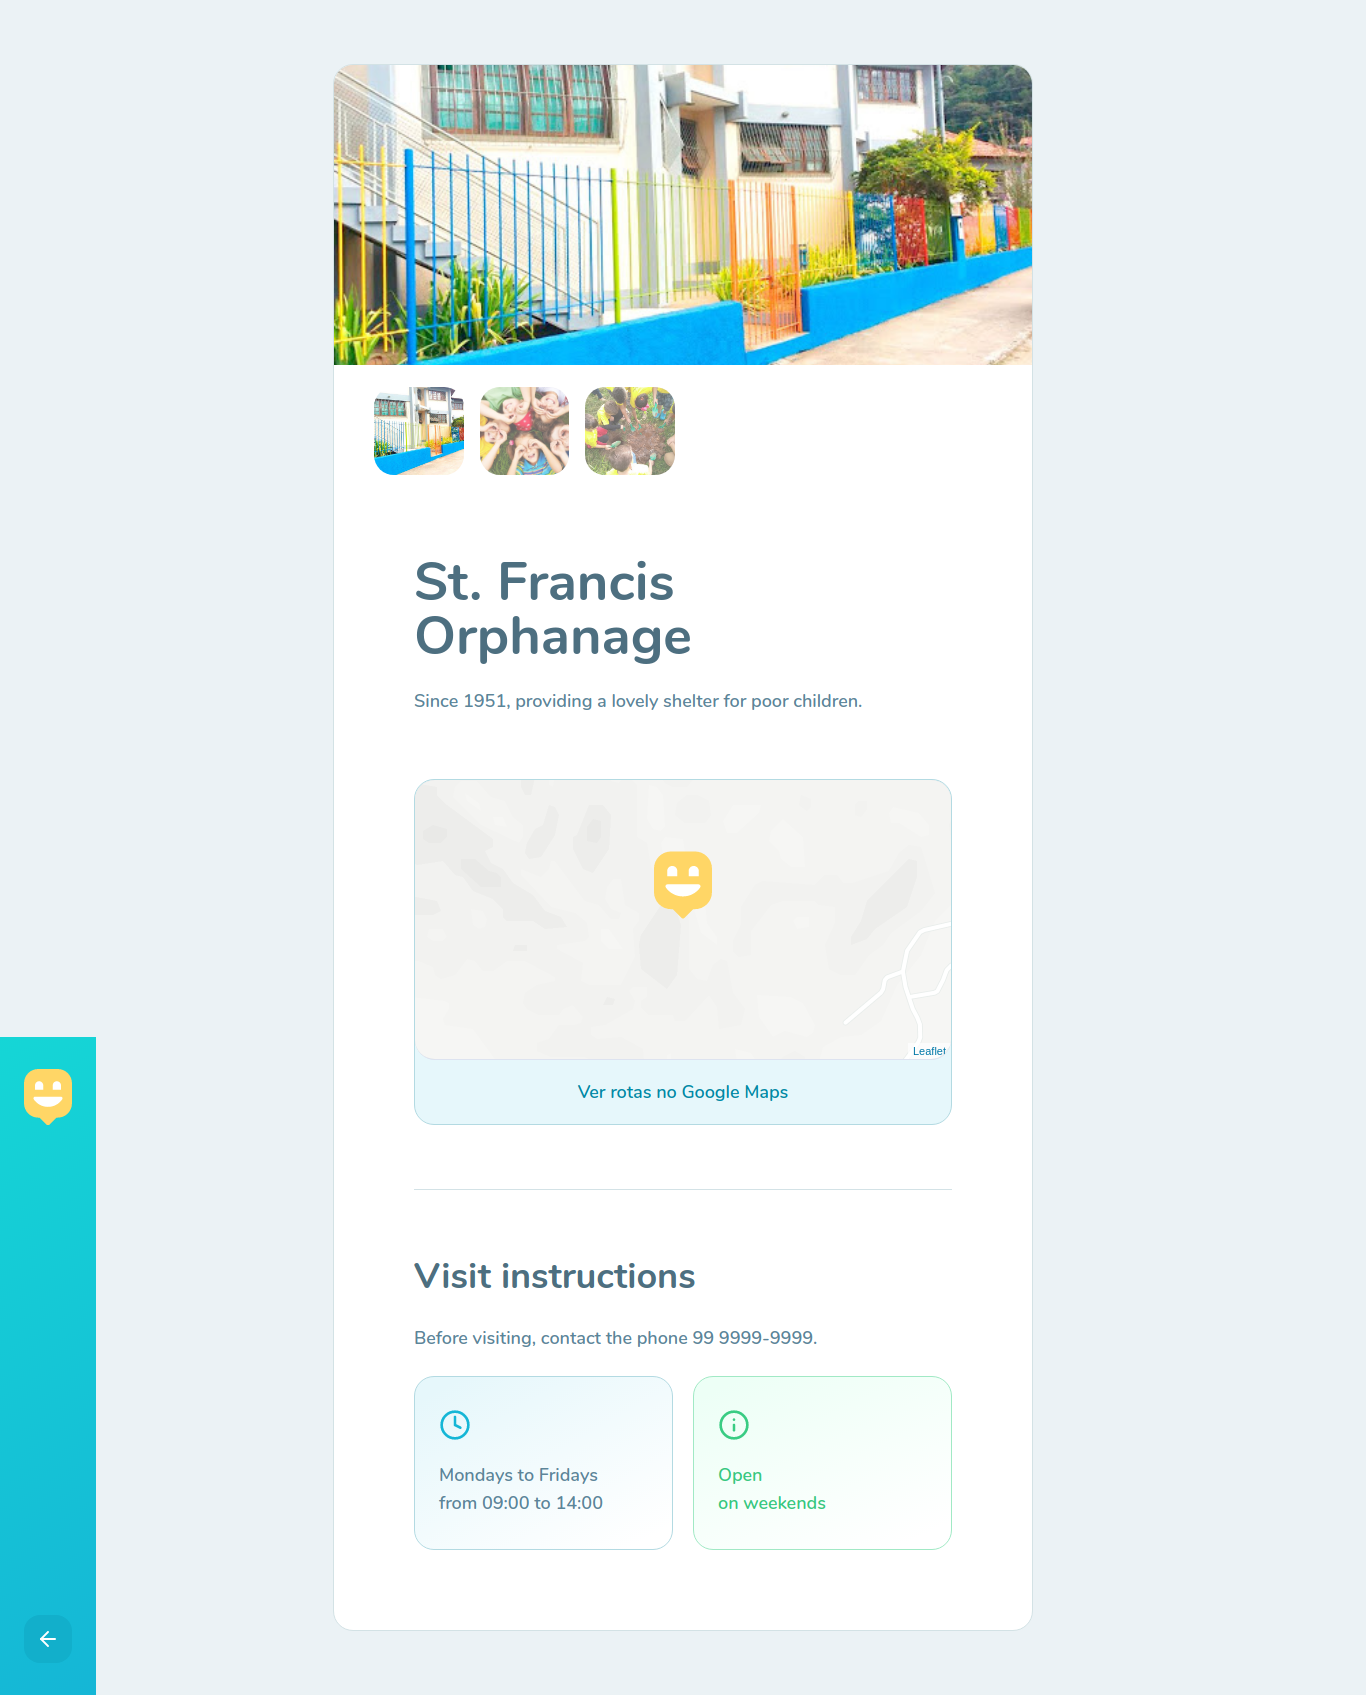 St. Francis
Orphanage
Since 1951, providing a lovely shelter for poor children.
Leaflet
Ver rotas no Google Maps
Visit instructions
Before visiting, contact the phone 99 9999-9999.
Mondays to Fridays
from 09:00 to 14:00
Open
on weekends